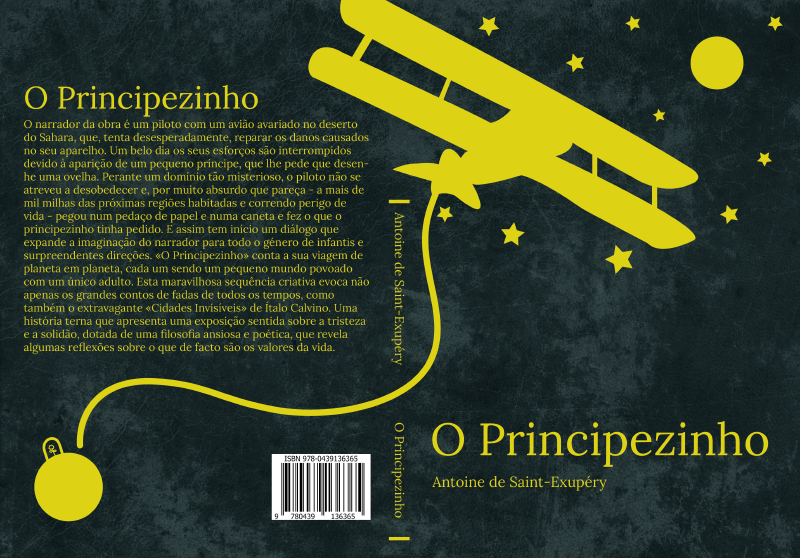 O Principezinho
O narrador da obra é um piloto com um avião avariado no deserto
do Sahara, que, tenta desesperadamente, reparar os danos causados
no seu aparelho. Um belo dia os seus esforços são interrompidos
devido à aparição de um pequeno príncipe, que lhe pede que desen-
he uma ovelha. Perante um domínio tão misterioso, o piloto não se
atreveu a desobedecer e, por muito absurdo que pareça - a mais de
mil milhas das próximas regiões habitadas e correndo perigo de
vida - pegou num pedaço de papel e numa caneta e fez o que o
principezinho tinha pedido. E assim tem início um diálogo que
expande a imaginação do narrador para todo o género de infantis e
surpreendentes direções. «O Principezinho» conta a sua viagem de
planeta em planeta, cada um sendo um pequeno mundo povoado
com um único adulto. Esta maravilhosa sequência criativa evoca não
apenas os grandes contos de fadas de todos os tempos, como
também o extravagante «Cidades Invisíveis» de Ítalo Calvino. Uma
história terna que apresenta uma exposição sentida sobre a tristeza
e a solidão, dotada de uma filosofia ansiosa e poética, que revela
algumas reflexões sobre o que de facto são os valores da vida.
ISBN 978-0439136365
9 780439 136365
Antoine de Saint-Exupéry
O Principezinho
O Principezinho
Antoine de Saint-Exupéry